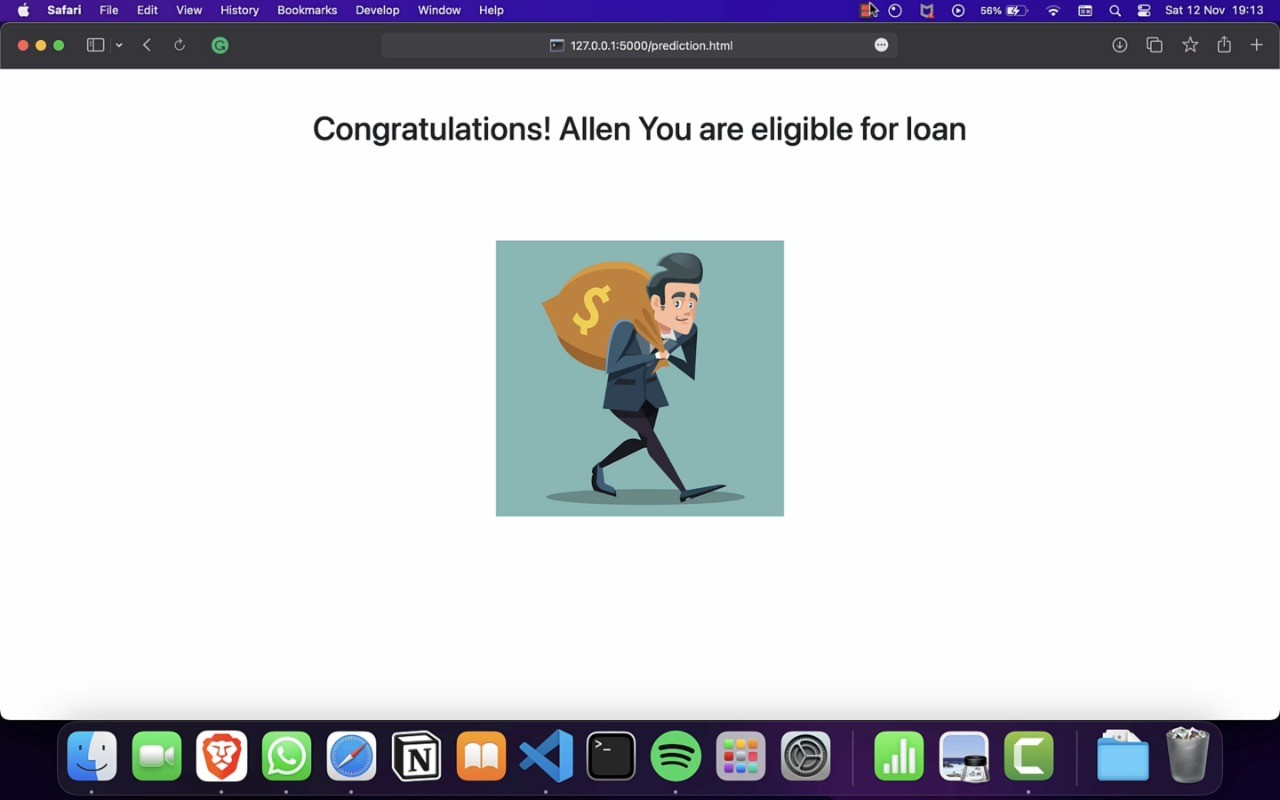 Safari File Edit View History Bookmarks Develop Window Help 56% Sat 12 Nov 19:13
127.0.0.1:5000/prediction.html
Congratulations! Allen You are eligible for loan
$